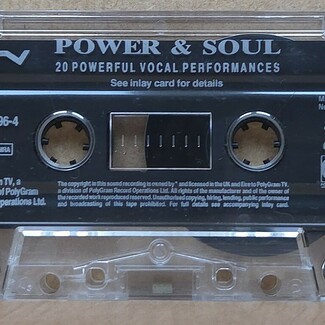 POWER & SOUL
20 POWERFUL VOCAL PERFORMANCES
See inlay card for details
96-4
The copyright in this sound recording is owned by * and licensed in the UK and Eire to PolyGram TV,
a division of PolyGram Record Operations Ltd. All rights of the manufacturer and of the owner of
the recorded work reproduced reserved. Unauthorised copying, hiring, lending, public performance
and broadcasting of this tape prohibited. For full details see accompanying inlay card.
TV, a
of PolyGram
Operations Ltd.